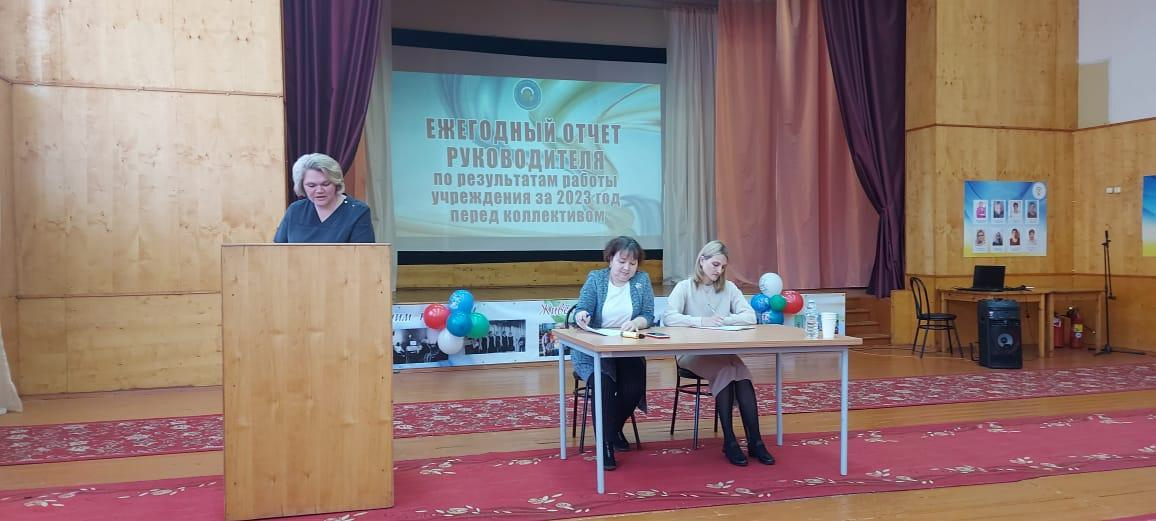 ЕЖЕГОДНЫЙ ОТЧЕТ
РУКОВОДИТЕЛЯ
по результатам работы
учреждения за 2023 год
перед коллективом